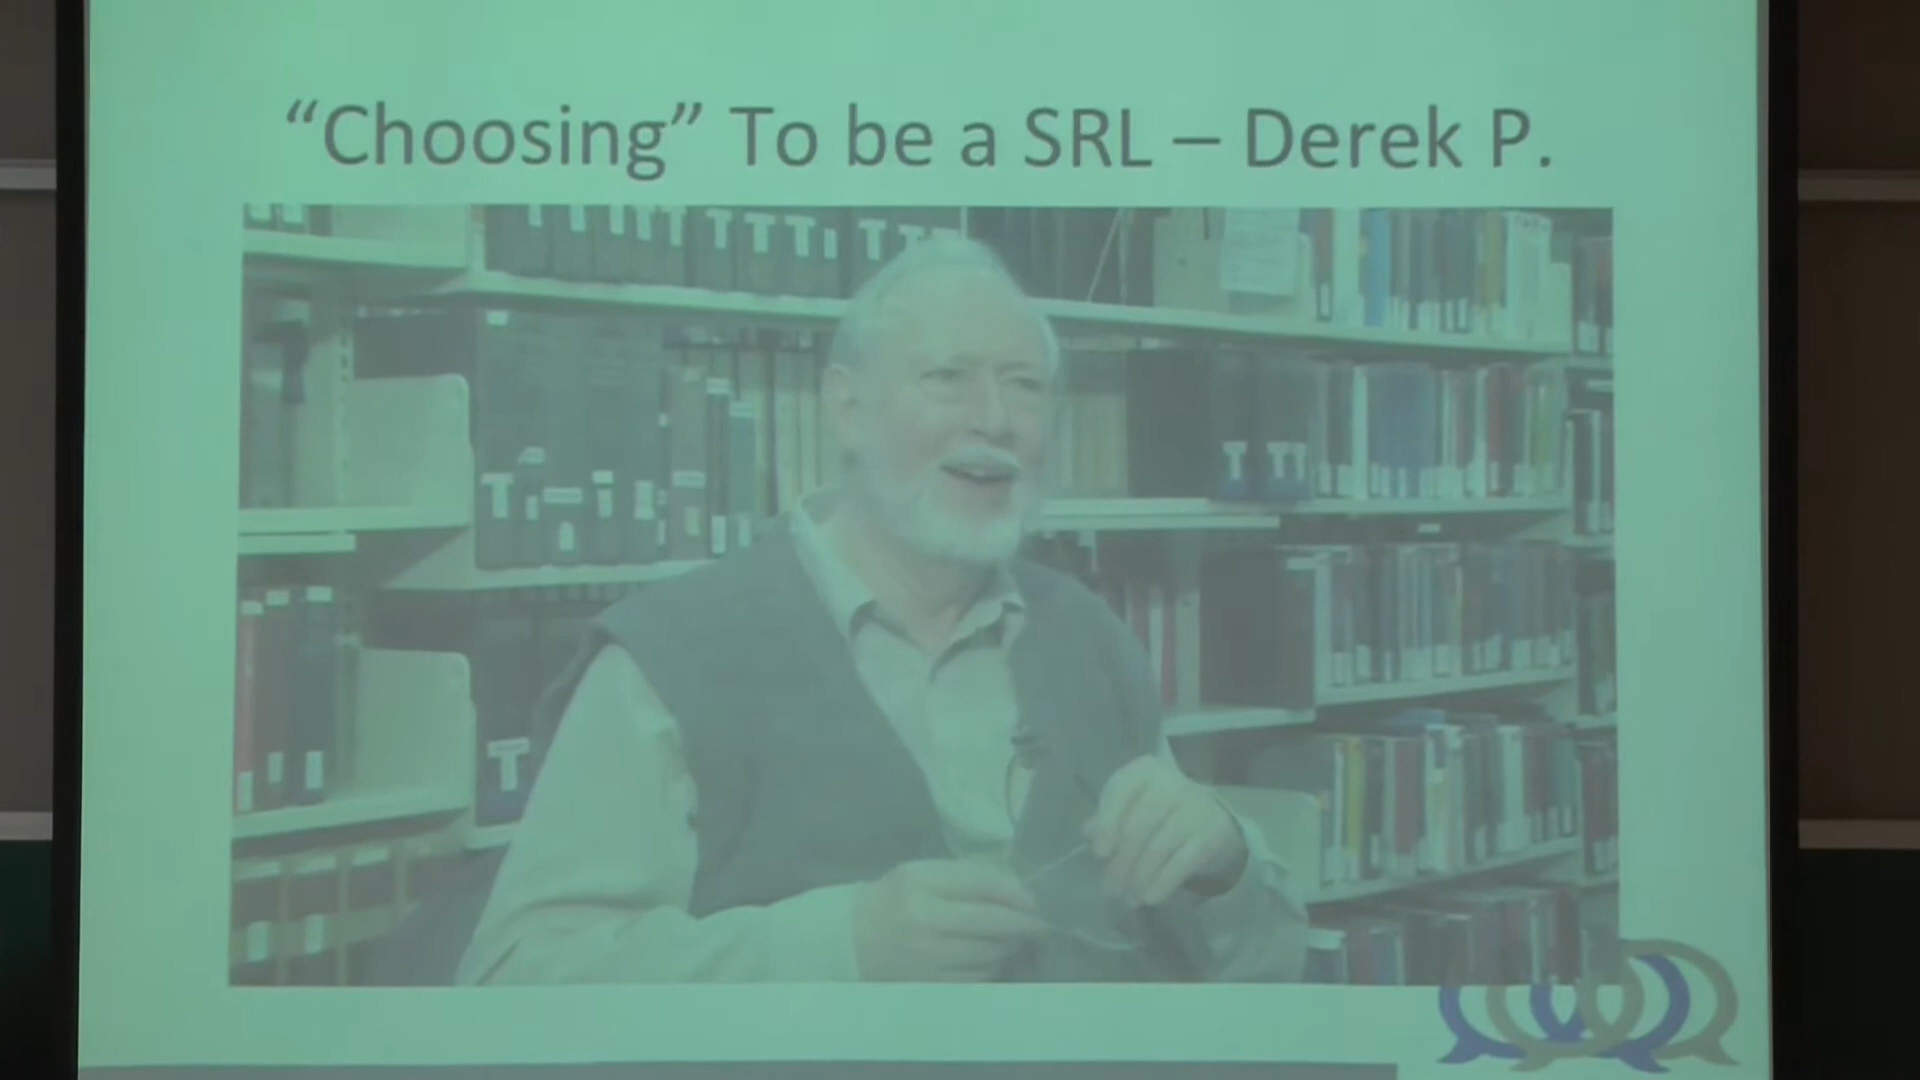 “Choosing” To be a SRL – Derek P.